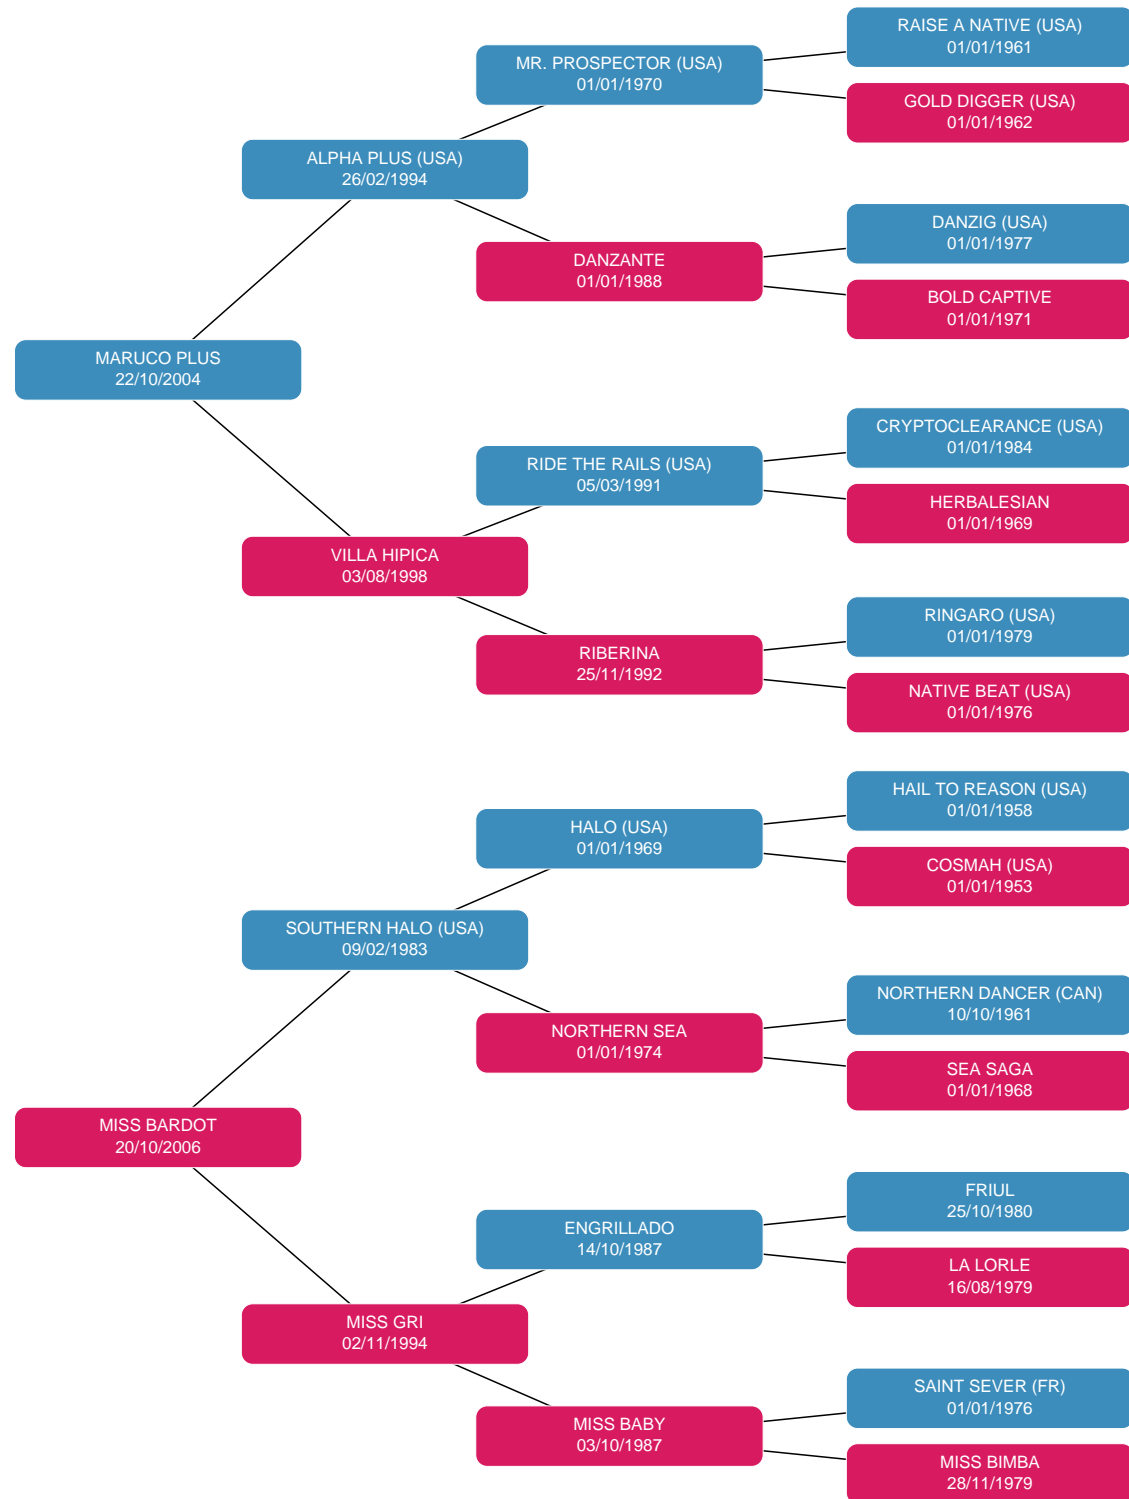 RAISE A NATIVE (USA)
01/01/1961
MR. PROSPECTOR (USA)
01/01/1970
GOLD DIGGER (USA)
01/01/1962
ALPHA PLUS (USA)
26/02/1994
DANZIG (USA)
01/01/1977
DANZANTE
01/01/1988
BOLD CAPTIVE
01/01/1971
MARUCO PLUS
22/10/2004
CRYPTOCLEARANCE (USA)
01/01/1984
RIDE THE RAILS (USA)
05/03/1991
HERBALESIAN
01/01/1969
VILLA HIPICA
03/08/1998
RINGARO (USA)
01/01/1979
RIBERINA
25/11/1992
NATIVE BEAT (USA)
01/01/1976
HAIL TO REASON (USA)
01/01/1958
HALO (USA)
01/01/1969
COSMAH (USA)
01/01/1953
SOUTHERN HALO (USA)
09/02/1983
NORTHERN DANCER (CAN)
10/10/1961
NORTHERN SEA
01/01/1974
SEA SAGA
01/01/1968
MISS BARDOT
20/10/2006
FRIUL
25/10/1980
ENGRILLADO
14/10/1987
LA LORLE
16/08/1979
MISS GRI
02/11/1994
SAINT SEVER (FR)
01/01/1976
MISS BABY
03/10/1987
MISS BIMBA
28/11/1979